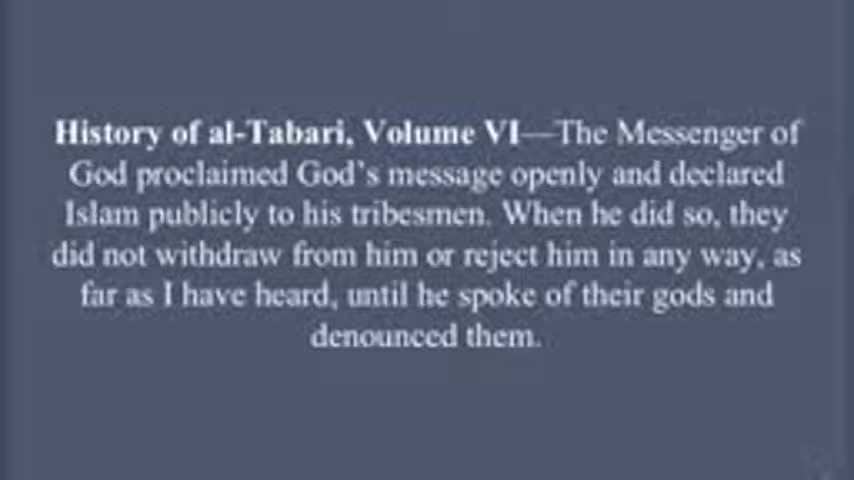 History of al-Tabari, Volume VI—The Messenger of
God proclaimed God's message openly and declared
Islam publicly to his tribesmen. When he did so, they
did not withdraw from him or reject him in any way, as
far as I have heard, until he spoke of their gods and
denounced them.